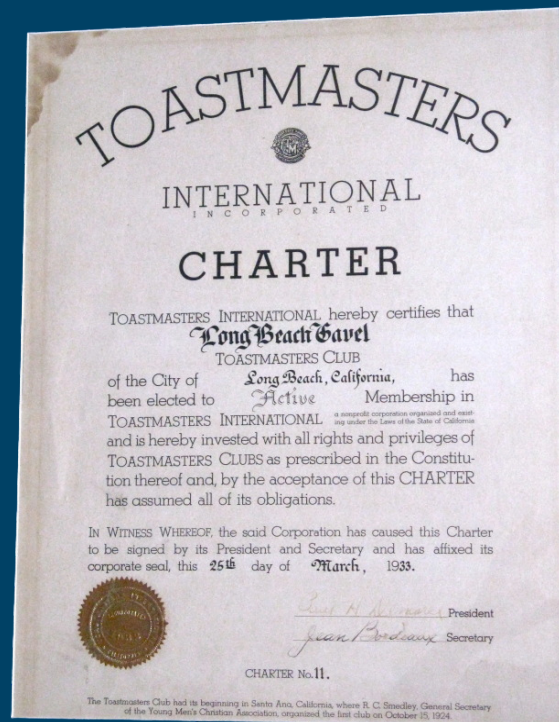 TOASTMASTERS
INTERNATIONAL
INCORPORATED
CHARTER
TOASTMASTERS INTERNATIONAL hereby certifies that
Long Beach Gavel
TOASTMASTERS CLUB
of the City of Long Beach, California, has
been elected to Active Membership in
TOASTMASTERS INTERNATIONAL a nonprofit corporation organized and exist-
ing under the Laws of the State of California
and is hereby invested with all rights and privileges of
TOASTMASTERS CLUBS as prescribed in the Constitu-
tion thereof and, by the acceptance of this CHARTER
has assumed all of its obligations.
IN WITNESS WHEREOF, the said Corporation has caused this Charter
to be signed by its President and Secretary and has affixed its
corporate seal, this 25th day of March, 1933.
President
Jean Bordeaux Secretary
CHARTER No. 11.
The Toastmasters Club had its beginning in Santa Ana, California, where R. C. Smedley, General Secretary
of the Young Men's Christian Association, organized the first club on October 15, 1924.